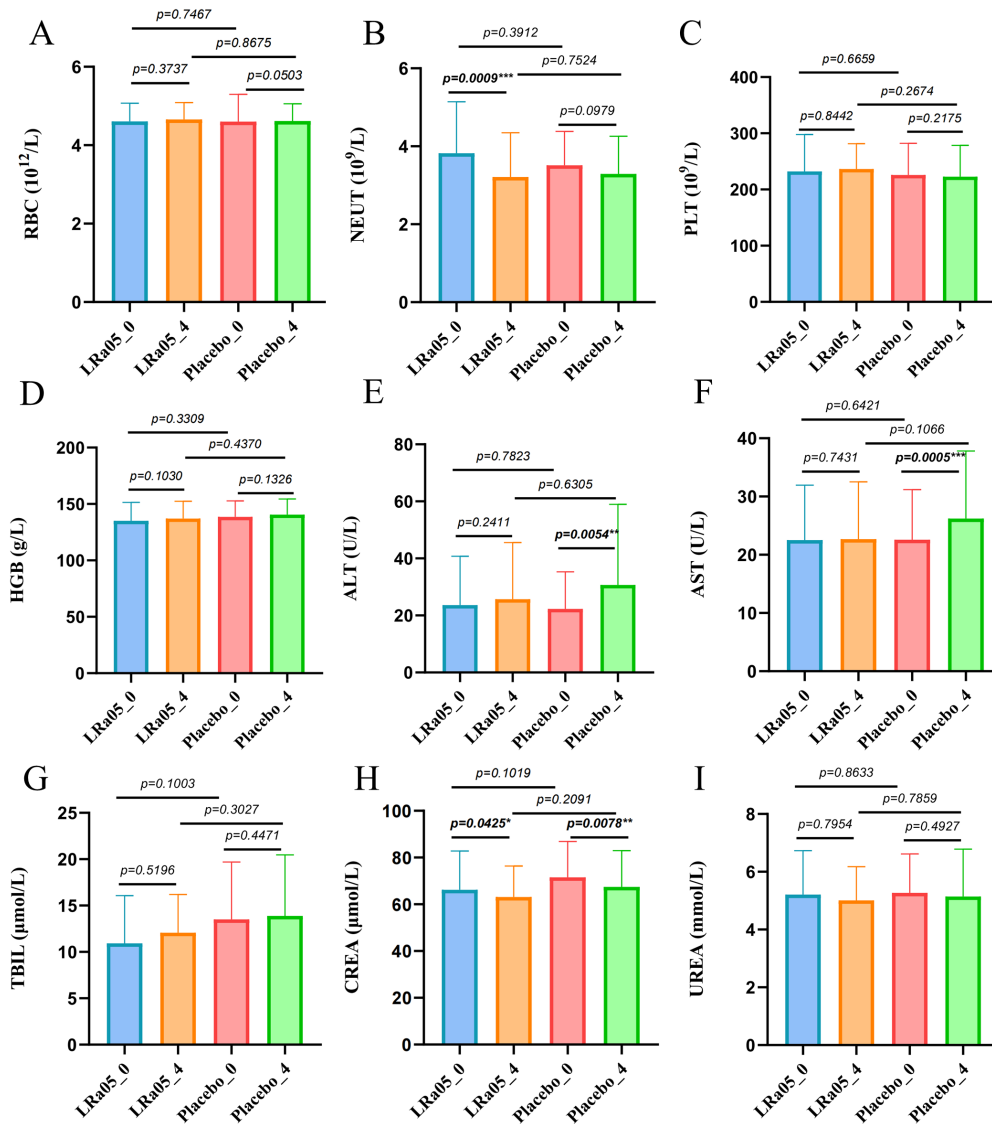 A
p=0.7467
p=0.8675
p=0.3737
p=0.0503
RBC (10¹²/L)
6
4
2
0
LRa05_0
LRa05_4
Placebo_0
Placebo_4
B
p=0.3912
p=0.7524
p=0.0009***
p=0.0979
NEUT (10⁹/L)
6
4
2
0
LRa05_0
LRa05_4
Placebo_0
Placebo_4
C
p=0.6659
p=0.2674
p=0.8442
p=0.2175
PLT (10⁹/L)
400
300
200
100
0
LRa05_0
LRa05_4
Placebo_0
Placebo_4
D
p=0.3309
p=0.4370
p=0.1030
p=0.1326
HGB (g/L)
200
150
100
50
0
LRa05_0
LRa05_4
Placebo_0
Placebo_4
E
p=0.7823
p=0.6305
p=0.2411
p=0.0054**
ALT (U/L)
80
60
40
20
0
LRa05_0
LRa05_4
Placebo_0
Placebo_4
F
p=0.6421
p=0.1066
p=0.7431
p=0.0005***
AST (U/L)
40
30
20
10
0
LRa05_0
LRa05_4
Placebo_0
Placebo_4
G
p=0.1003
p=0.3027
p=0.4471
p=0.5196
TBIL (μmol/L)
25
20
15
10
5
0
LRa05_0
LRa05_4
Placebo_0
Placebo_4
H
p=0.1019
p=0.2091
p=0.0425*
p=0.0078**
CREA (μmol/L)
100
80
60
40
20
0
LRa05_0
LRa05_4
Placebo_0
Placebo_4
I
p=0.8633
p=0.7859
p=0.7954
p=0.4927
UREA (mmol/L)
8
6
4
2
0
LRa05_0
LRa05_4
Placebo_0
Placebo_4